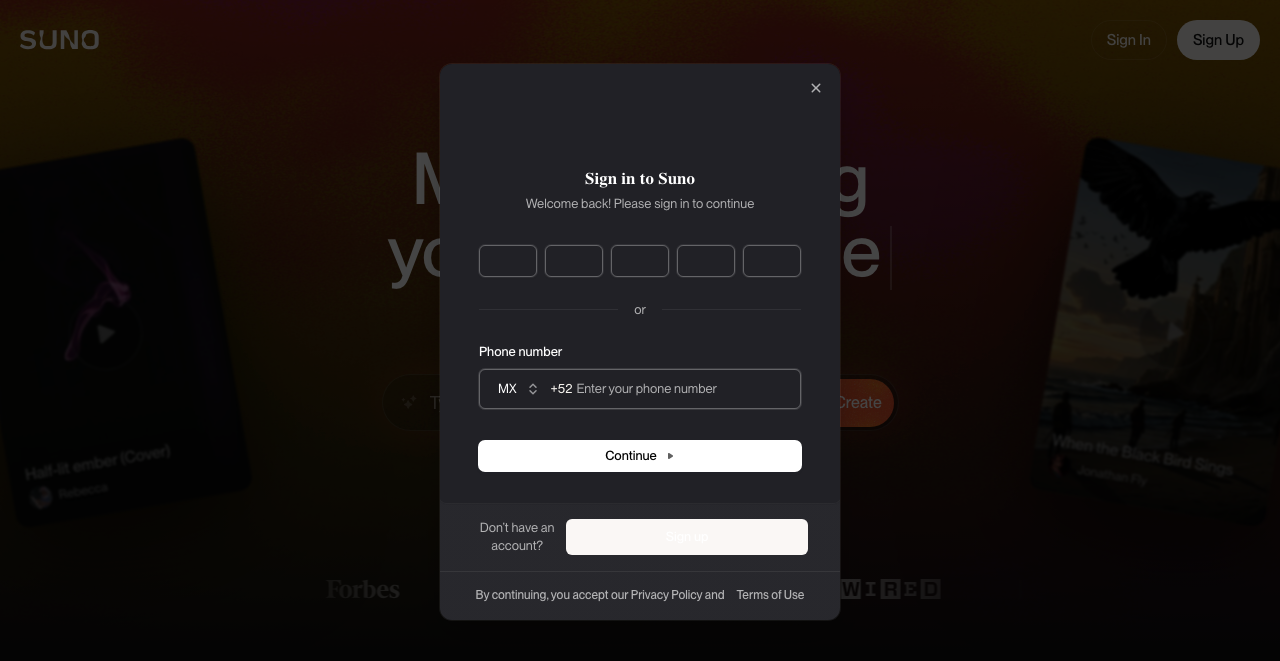 SUNO
Sign In
Sign Up
Sign in to Suno
Welcome back! Please sign in to continue
or
Phone number
MX +52 Enter your phone number
Create
Continue
Half-lit ember (Cover)
Rebecca
When the Black Bird Sings
Jonathan Fly
Don't have an
account?
Sign up
Forbes
WIRED
By continuing, you accept our Privacy Policy and Terms of Use